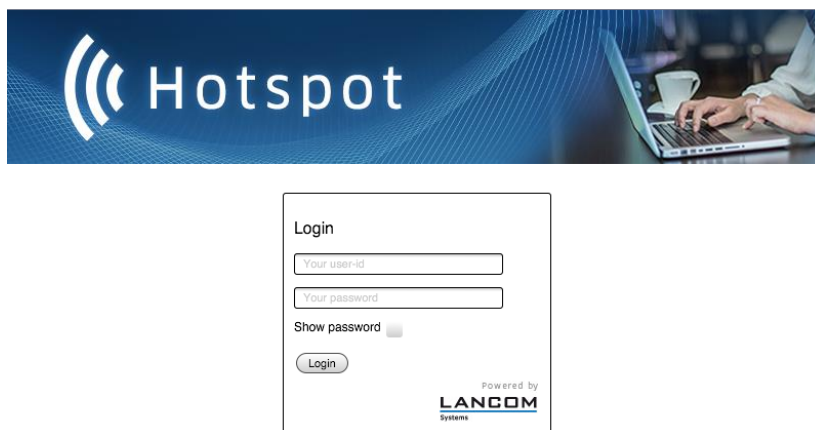 Hotspot
Login
Your user-id
Your password
Show password
Login
Powered by
LANCOM
Systems